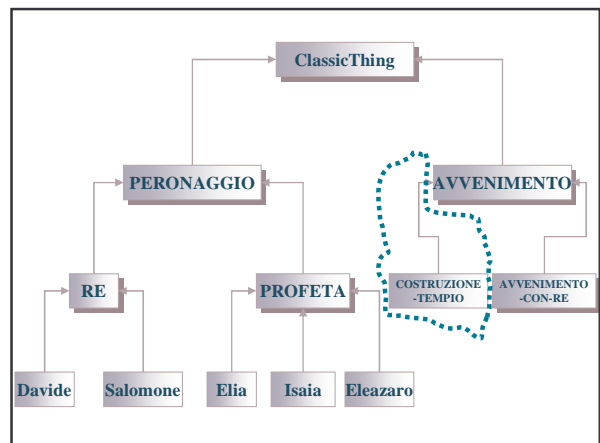 ClassicThing
PERONAGGIO
AVVENIMENTO
RE
PROFETA
COSTRUZIONE
-TEMPIO
AVVENIMENTO
-CON-RE
Davide
Salomone
Elia
Isaia
Eleazaro